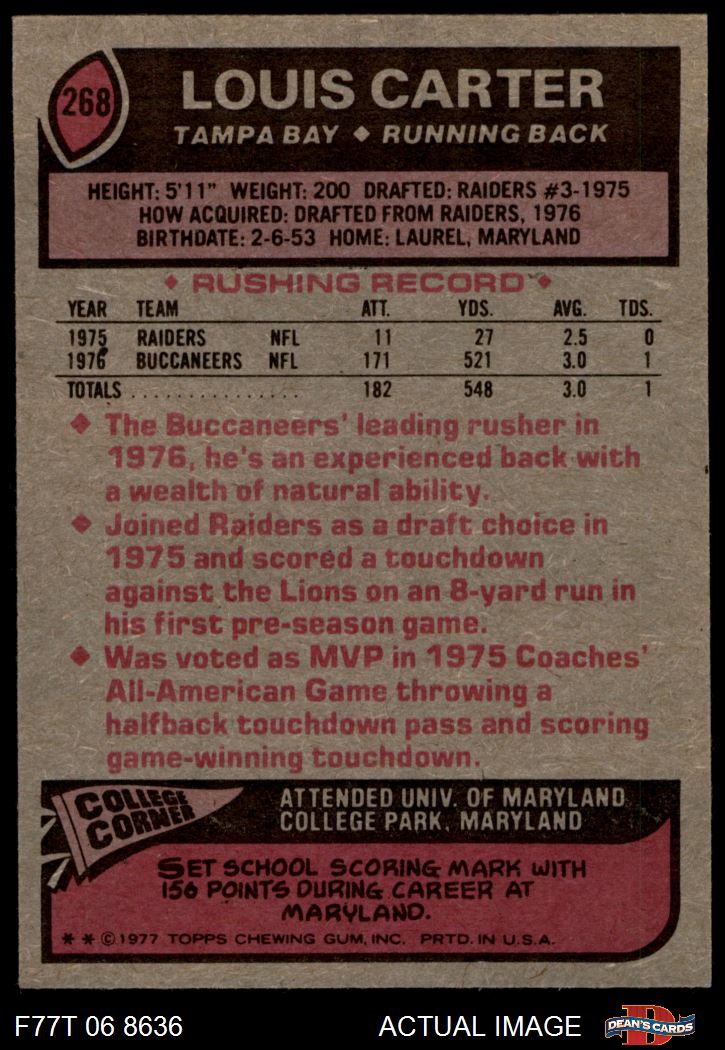 268
LOUIS CARTER
TAMPA BAY ◆ RUNNING BACK
HEIGHT: 5'11" WEIGHT: 200 DRAFTED: RAIDERS #3-1975
HOW ACQUIRED: DRAFTED FROM RAIDERS, 1976
BIRTHDATE: 2-6-53 HOME: LAUREL, MARYLAND
◆ RUSHING RECORD ◆
YEAR TEAM ATT. YDS. AVG. TDS.
1975 RAIDERS NFL 11 27 2.5 0
1976 BUCCANEERS NFL 171 521 3.0 1
TOTALS . . . . . . . . . . . . . . . . 182 548 3.0 1
◆ The Buccaneers' leading rusher in
1976, he's an experienced back with
a wealth of natural ability.
◆ Joined Raiders as a draft choice in
1975 and scored a touchdown
against the Lions on an 8-yard run in
his first pre-season game.
◆ Was voted as MVP in 1975 Coaches'
All-American Game throwing a
halfback touchdown pass and scoring
game-winning touchdown.
COLLEGE
CORNER
ATTENDED UNIV. OF MARYLAND
COLLEGE PARK, MARYLAND
SET SCHOOL SCORING MARK WITH
156 POINTS DURING CAREER AT
MARYLAND.
* * © 1977 TOPPS CHEWING GUM, INC. PRTD. IN U.S.A.
F77T 06 8636 ACTUAL IMAGE
D
DEAN'S CARDS